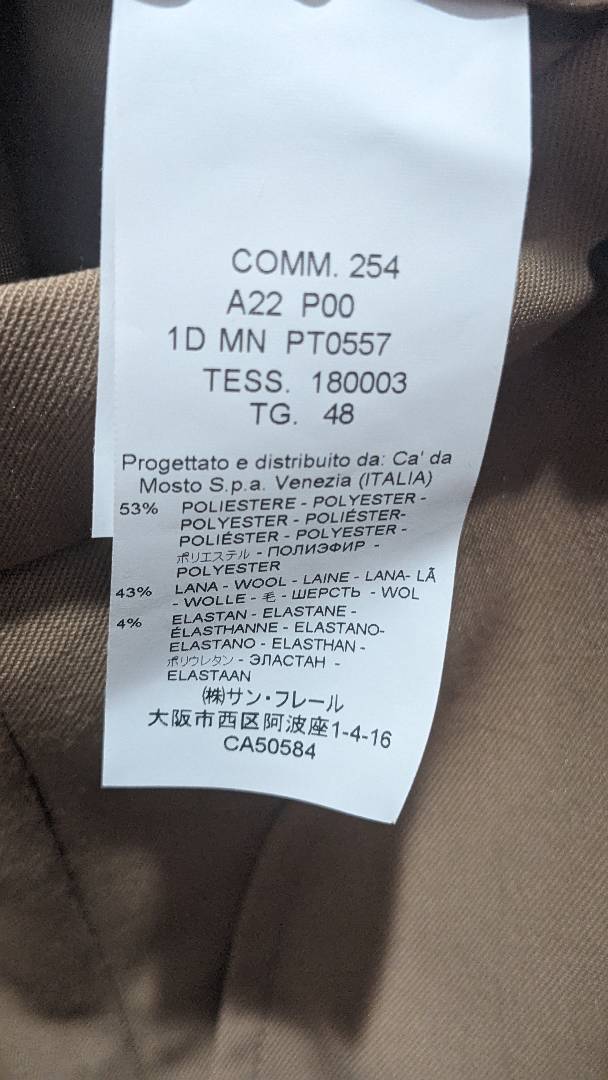 COMM. 254
A22 P00
1D MN PT0557
TESS. 180003
TG. 48
Progettato e distribuito da: Ca' da
Mosto S.p.a. Venezia (ITALIA)
53% POLIESTERE - POLYESTER -
POLYESTER - POLIÉSTER-
POLIÉSTER - POLYESTER -
ポリエステル - ПОЛИЭФИР -
POLYESTER
43% LANA - WOOL - LAINE - LANA- LÃ
- WOLLE - 毛 - ШЕРСТЬ - WOL
4% ELASTAN - ELASTANE -
ÉLASTHANNE - ELASTANO-
ELASTANO - ELASTHAN -
ポリウレタン - ЭЛАСТАН -
ELASTAAN
㈱サン・フレール
大阪市西区阿波座1-4-16
CA50584